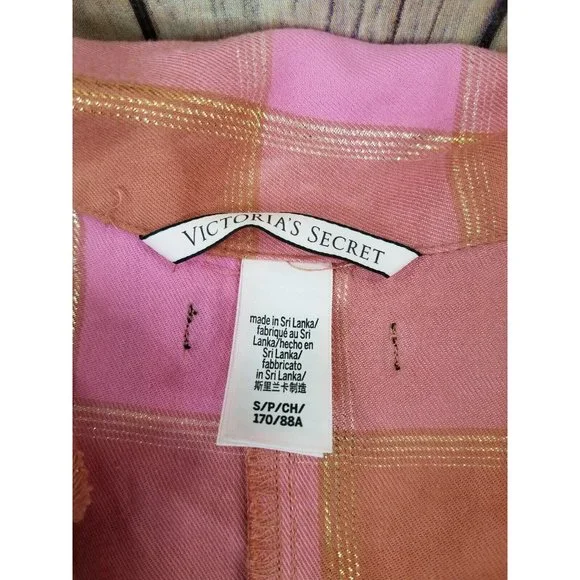 VICTORIA'S SECRET
made in Sri Lanka/
fabriqué au Sri
Lanka/hecho en
Sri Lanka/
fabbricato
in Sri Lanka/
斯里兰卡制造
S/P/CH/
170/88A